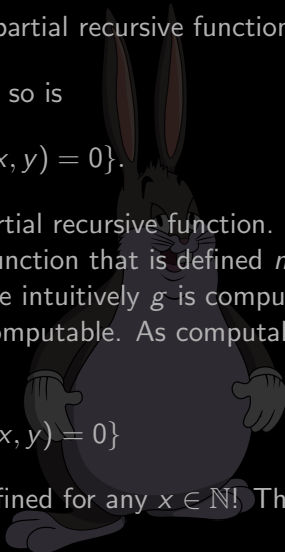 partial recursive function
so is
x, y) = 0}.
rtial recursive function.
unction that is defined n
e intuitively g is compu
omputable. As computal
x, y) = 0}
fined for any x ∈ ℕ! Th